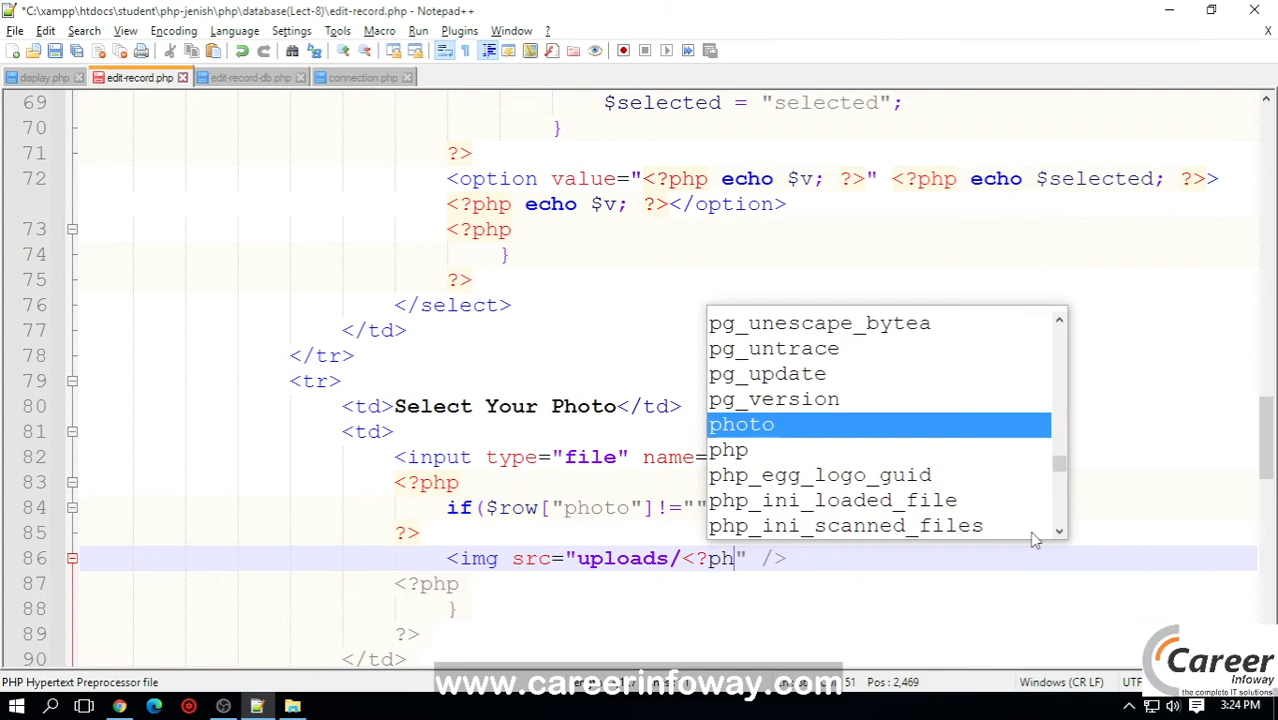 *C:\xampp\htdocs\student\php-jenish\php\database(Lect-8)\edit-record.php - Notepad++
File Edit Search View Encoding Language Settings Tools Macro Run Plugins Window ?
X
display.php edit-record.php edit-record-db.php connection.php
69 $selected = "selected";
70 }
71 ?>
72 <option value="<?php echo $v; ?>" <?php echo $selected; ?>>
<?php echo $v; ?></option>
73 <?php
74 }
75 ?>
76 </select>
77 </td>
78 </tr>
79 <tr>
80 <td>Select Your Photo</td>
81 <td>
82 <input type="file" name=
83 <?php
84 if($row["photo"]!=""
85 ?>
86 <img src="uploads/<?ph" />
87 <?php
88 }
89 ?>
90 </td>
pg_unescape_bytea
pg_untrace
pg_update
pg_version
photo
php
php_egg_logo_guid
php_ini_loaded_file
php_ini_scanned_files
Career
Infoway
the complete IT solutions
www.careerinfoway.com
PHP Hypertext Preprocessor file
51 Pos : 2,469 Windows (CR LF) UTF
3:24 PM